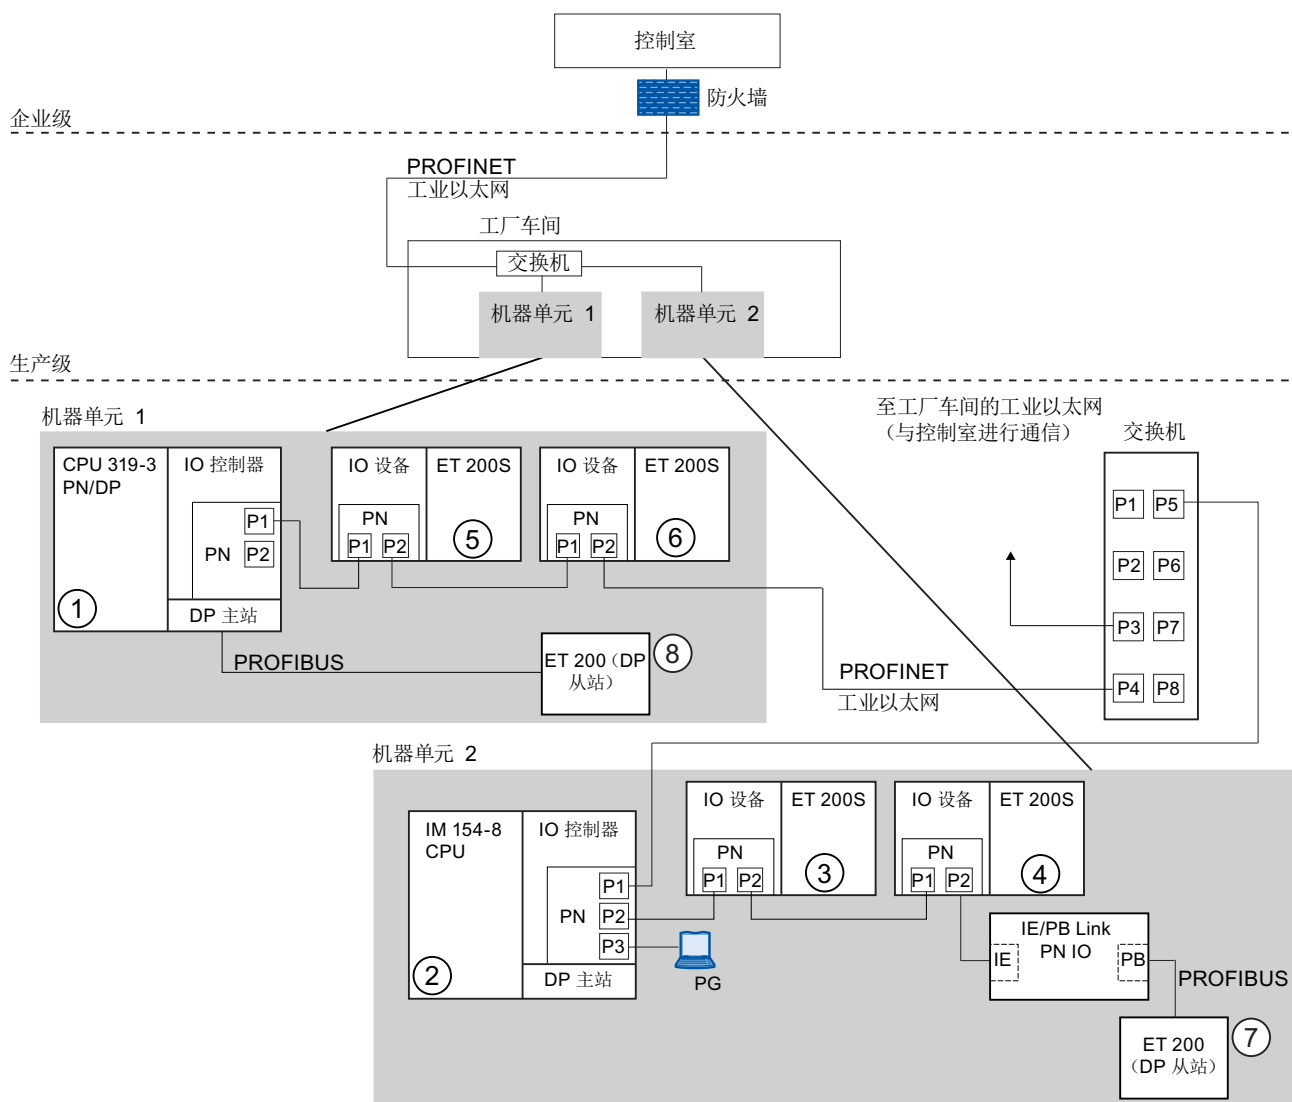 控制室
防火墙
企业级
PROFINET
工业以太网
工厂车间
交换机
机器单元 1
机器单元 2
生产级
机器单元 1
CPU 319-3
PN/DP
IO 控制器
P1
PN
P2
①
DP 主站
IO 设备
ET 200S
PN
P1
P2
⑤
IO 设备
ET 200S
PN
P1
P2
⑥
PROFIBUS
ET 200（DP
从站）
⑧
至工厂车间的工业以太网
（与控制室进行通信）
交换机
P1
P5
P2
P6
P3
P7
P4
P8
PROFINET
工业以太网
机器单元 2
IM 154-8
CPU
IO 控制器
P1
PN
P2
P3
②
DP 主站
PG
IO 设备
ET 200S
PN
P1
P2
③
IO 设备
ET 200S
PN
P1
P2
④
IE/PB Link
PN IO
IE
PB
PROFIBUS
ET 200
（DP 从站）
⑦